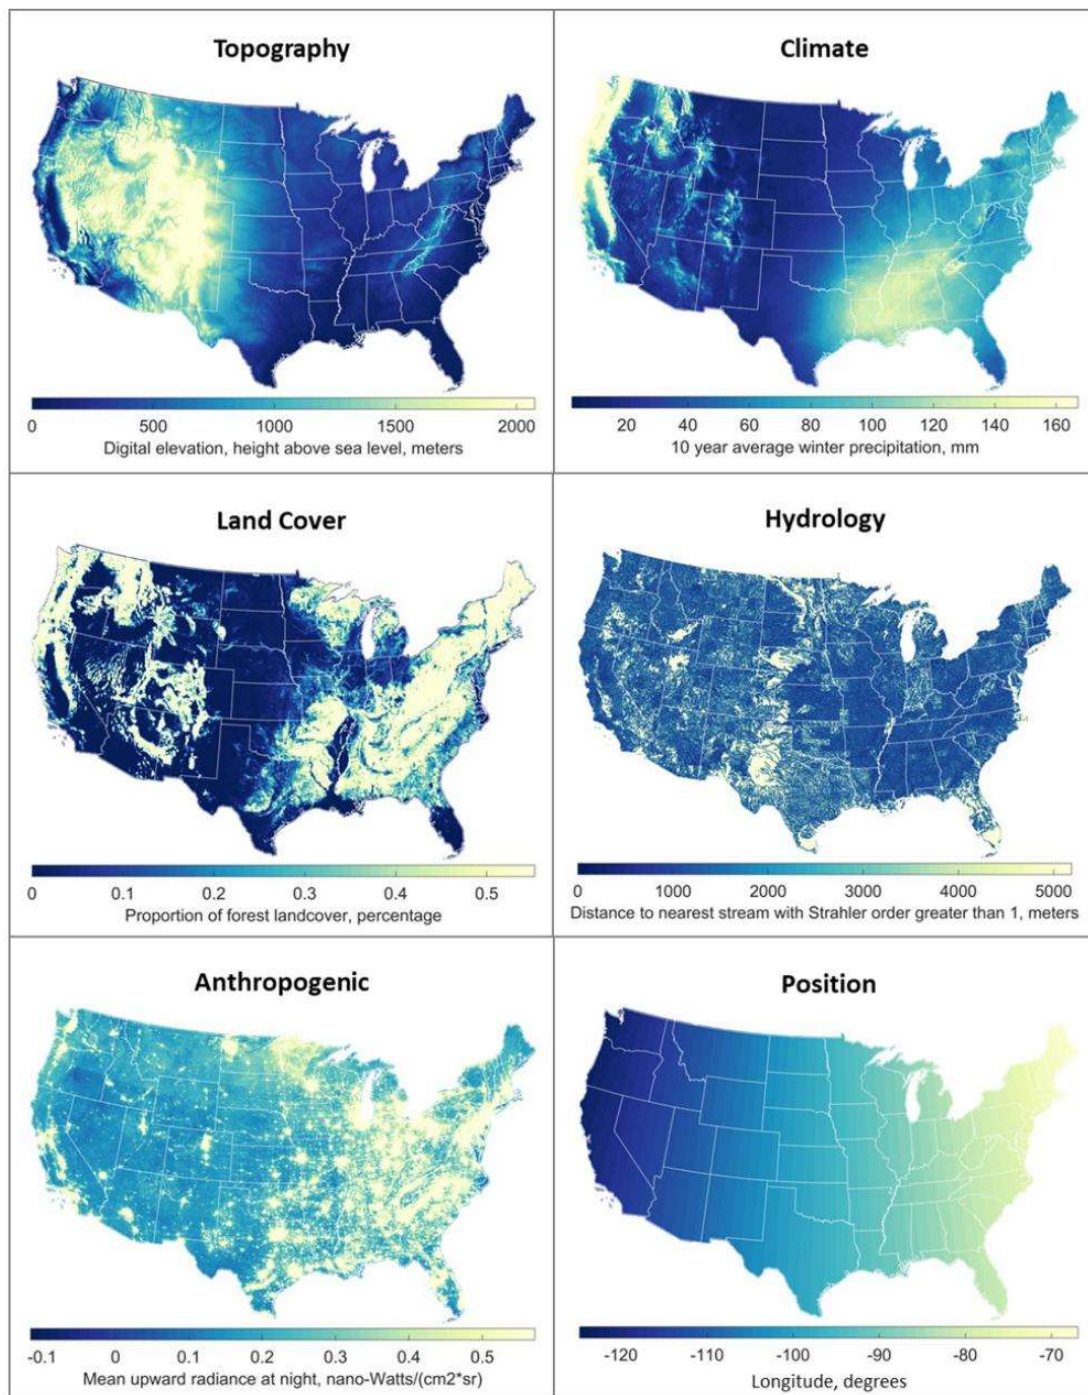 Topography
0 500 1000 1500 2000
Digital elevation, height above sea level, meters
Climate
20 40 60 80 100 120 140 160
10 year average winter precipitation, mm
Land Cover
0 0.1 0.2 0.3 0.4 0.5
Proportion of forest landcover, percentage
Hydrology
0 1000 2000 3000 4000 5000
Distance to nearest stream with Strahler order greater than 1, meters
Anthropogenic
-0.1 0 0.1 0.2 0.3 0.4 0.5
Mean upward radiance at night, nano-Watts/(cm2*sr)
Position
-120 -110 -100 -90 -80 -70
Longitude, degrees